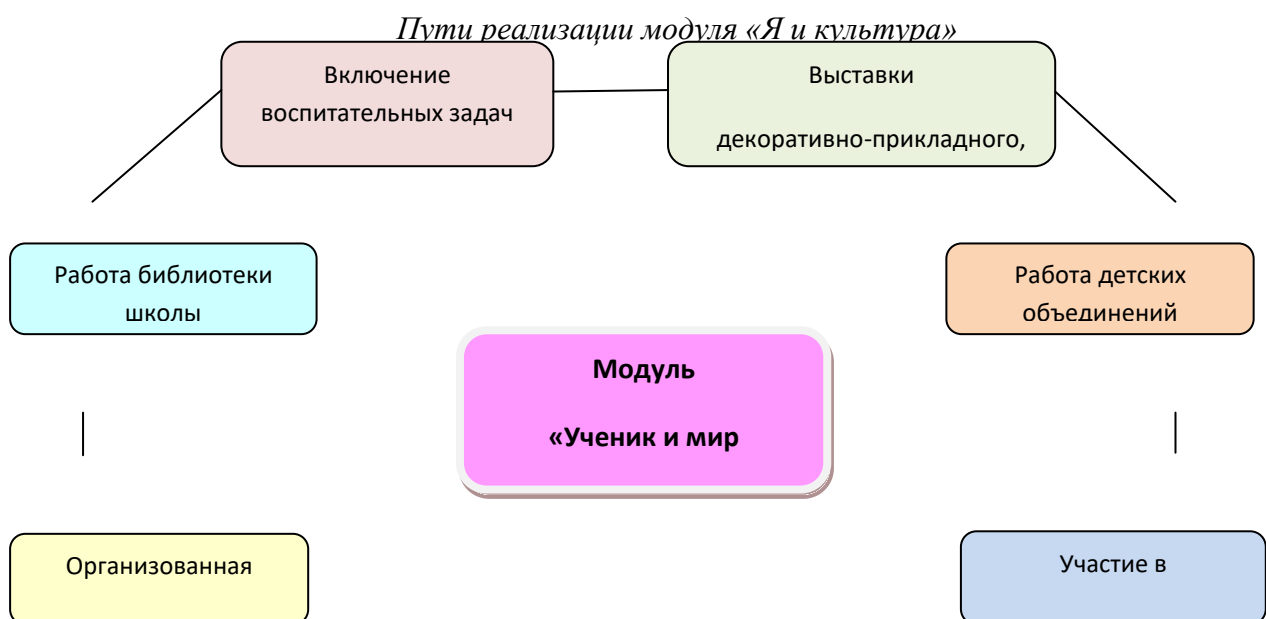 Пути реализации модуля «Я и культура»
Включение
воспитательных задач
Выставки
декоративно-прикладного,
Работа библиотеки
школы
Работа детских
объединений
Модуль
«Ученик и мир
Организованная
Участие в